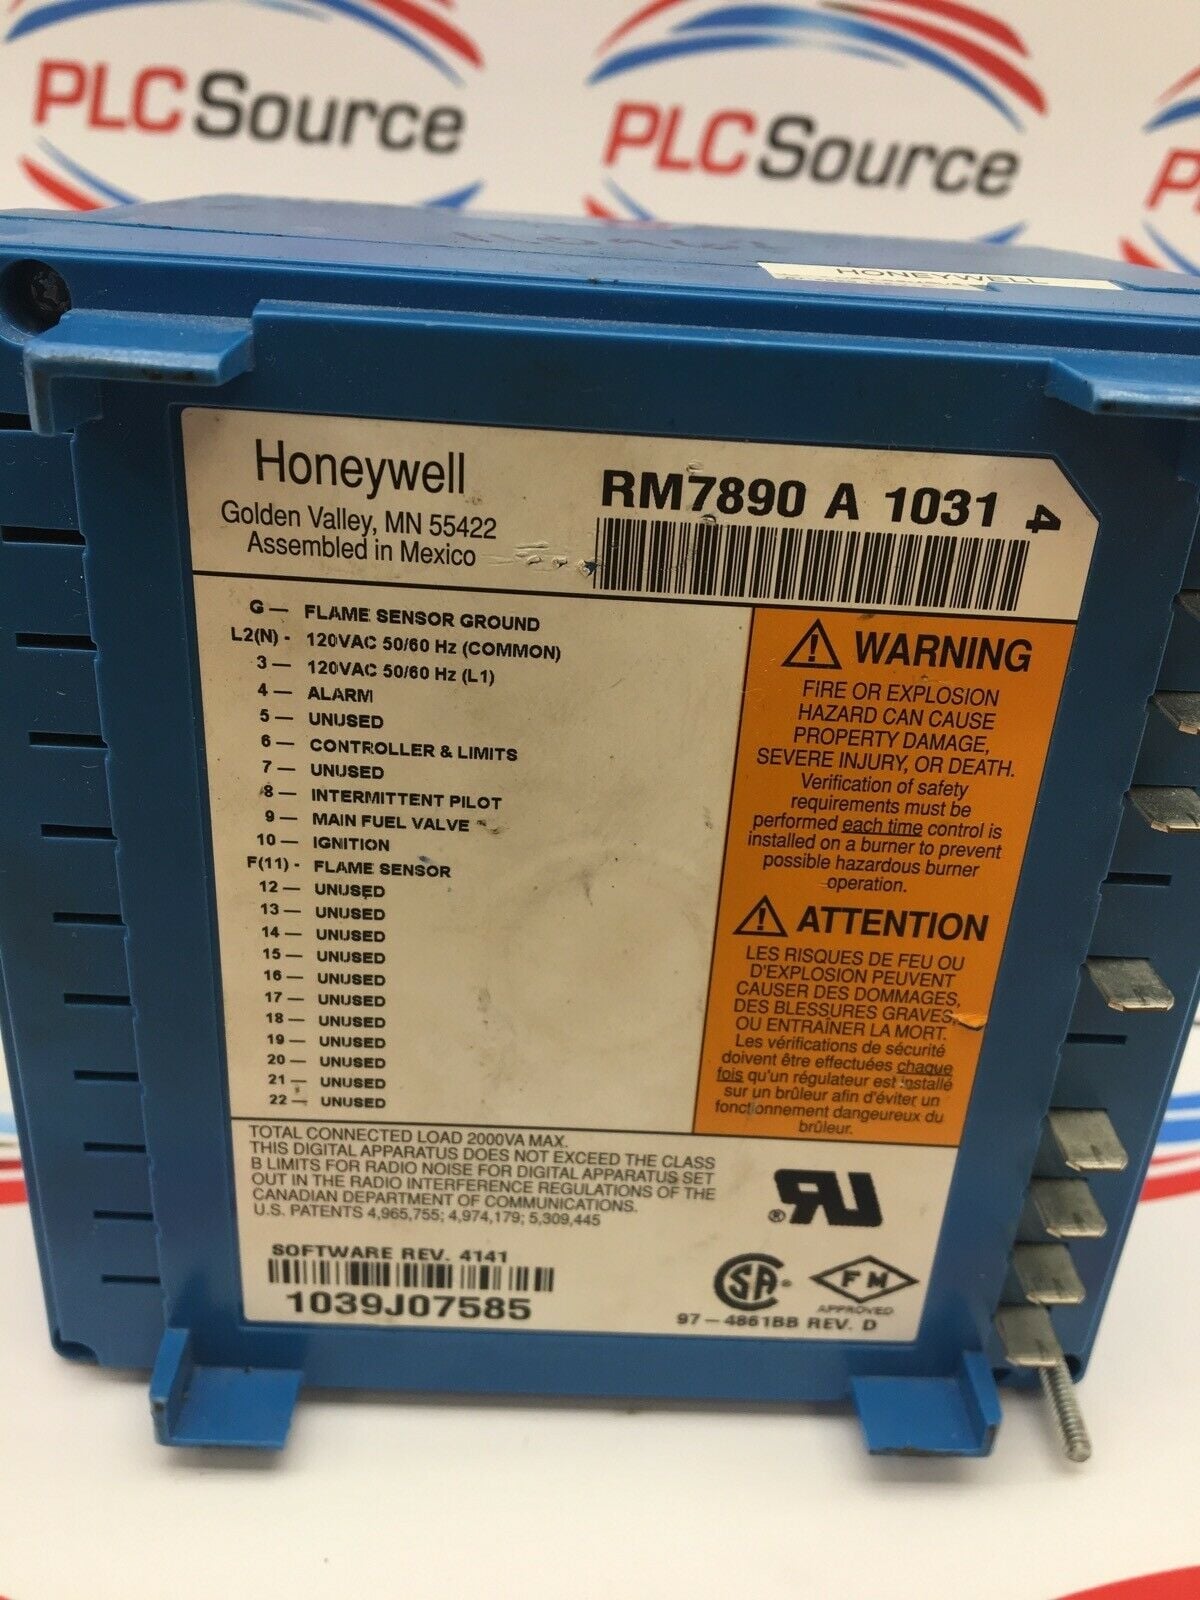 PLC Source
PLC Source
HONEYWELL
Honeywell
Golden Valley, MN 55422
Assembled in Mexico
RM7890 A 1031 4
G — FLAME SENSOR GROUND
L2(N) - 120VAC 50/60 Hz (COMMON)
3 — 120VAC 50/60 Hz (L1)
4 — ALARM
5 — UNUSED
6 — CONTROLLER & LIMITS
7 — UNUSED
8 — INTERMITTENT PILOT
9 — MAIN FUEL VALVE
10 — IGNITION
F(11) - FLAME SENSOR
12 — UNUSED
13 — UNUSED
14 — UNUSED
15 — UNUSED
16 — UNUSED
17 — UNUSED
18 — UNUSED
19 — UNUSED
20 — UNUSED
21 — UNUSED
22 — UNUSED
WARNING
FIRE OR EXPLOSION
HAZARD CAN CAUSE
PROPERTY DAMAGE,
SEVERE INJURY, OR DEATH.
Verification of safety
requirements must be
performed each time control is
installed on a burner to prevent
possible hazardous burner
operation.
ATTENTION
LES RISQUES DE FEU OU
D'EXPLOSION PEUVENT
CAUSER DES DOMMAGES,
DES BLESSURES GRAVES,
OU ENTRAÎNER LA MORT.
Les vérifications de sécurité
doivent être effectuées chaque
fois qu'un régulateur est installé
sur un brûleur afin d'éviter un
fonctionnement dangeureux du
brûleur.
TOTAL CONNECTED LOAD 2000VA MAX.
THIS DIGITAL APPARATUS DOES NOT EXCEED THE CLASS
B LIMITS FOR RADIO NOISE FOR DIGITAL APPARATUS SET
OUT IN THE RADIO INTERFERENCE REGULATIONS OF THE
CANADIAN DEPARTMENT OF COMMUNICATIONS.
U.S. PATENTS 4,965,755; 4,974,179; 5,309,445
SOFTWARE REV. 4141
1039J07585
RU ®
CSA ®
FM
APPROVED
97-4861BB REV. D